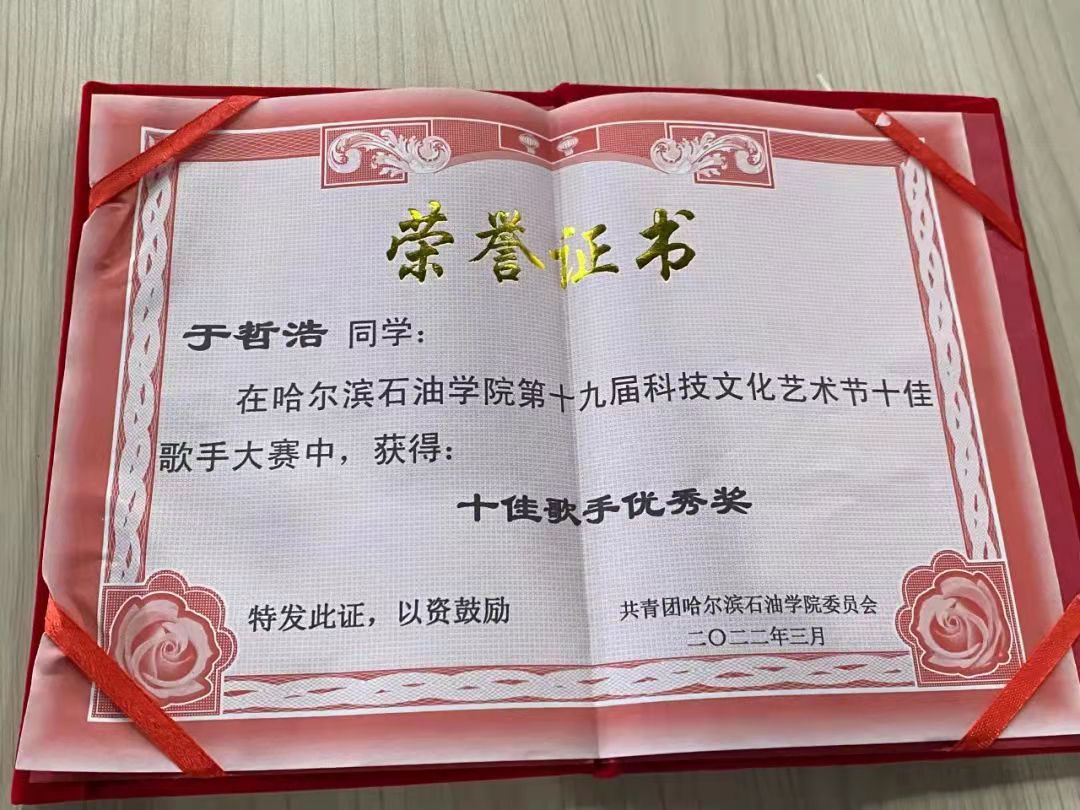 荣誉证书
于哲浩 同学：
在哈尔滨石油学院第十九届科技文化艺术节十佳
歌手大赛中，获得：
十佳歌手优秀奖
特发此证，以资鼓励
共青团哈尔滨石油学院委员会
二〇二二年三月